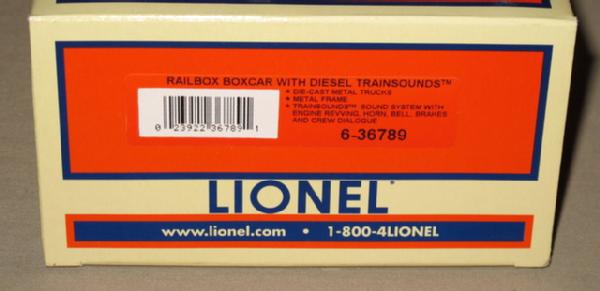 RAILBOX BOXCAR WITH DIESEL TRAINSOUNDS™
• DIE-CAST METAL TRUCKS
• METAL FRAME
• TRAINSOUNDS™ SOUND SYSTEM WITH
ENGINE REVVING, HORN, BELL, BRAKES
AND CREW DIALOGUE
0 23922 36789 1
6-36789
LIONEL®
www.lionel.com • 1-800-4LIONEL